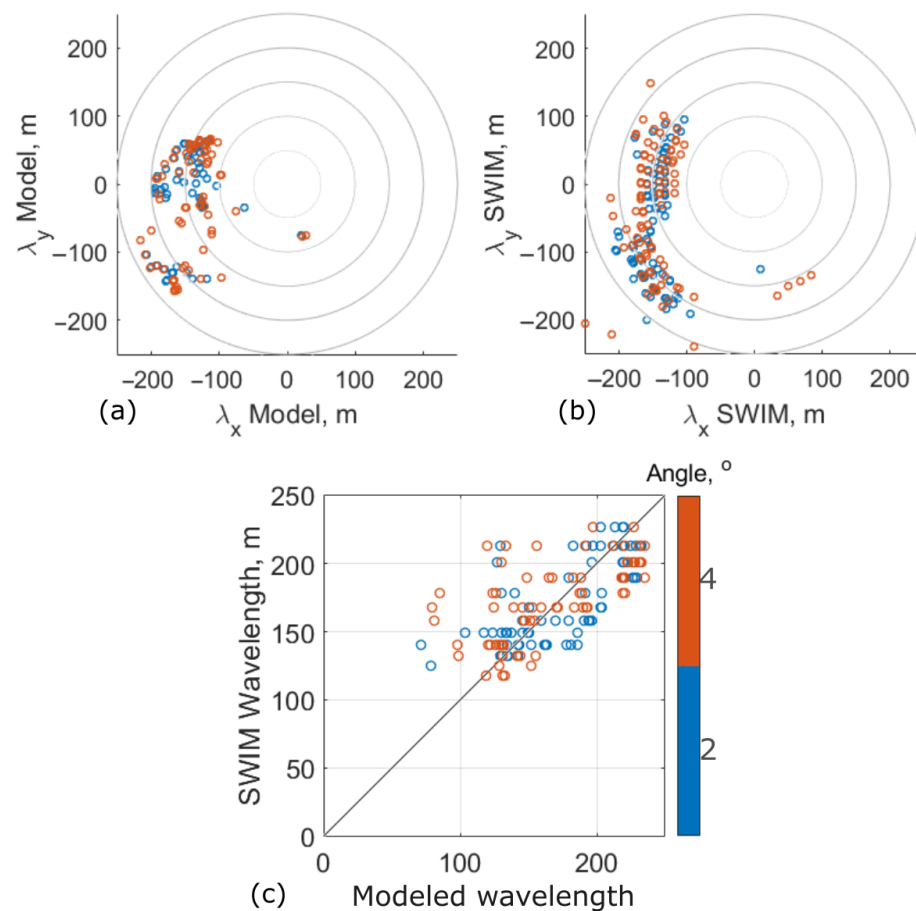 200
100
0
−100
−200
λy Model, m
−200 −100 0 100 200
λx Model, m
(a)
200
100
0
−100
−200
λy SWIM, m
−200 −100 0 100 200
λx SWIM, m
(b)
Angle, °
250
200
150
100
50
0
SWIM Wavelength, m
0 100 200
Modeled wavelength
(c)
4
2